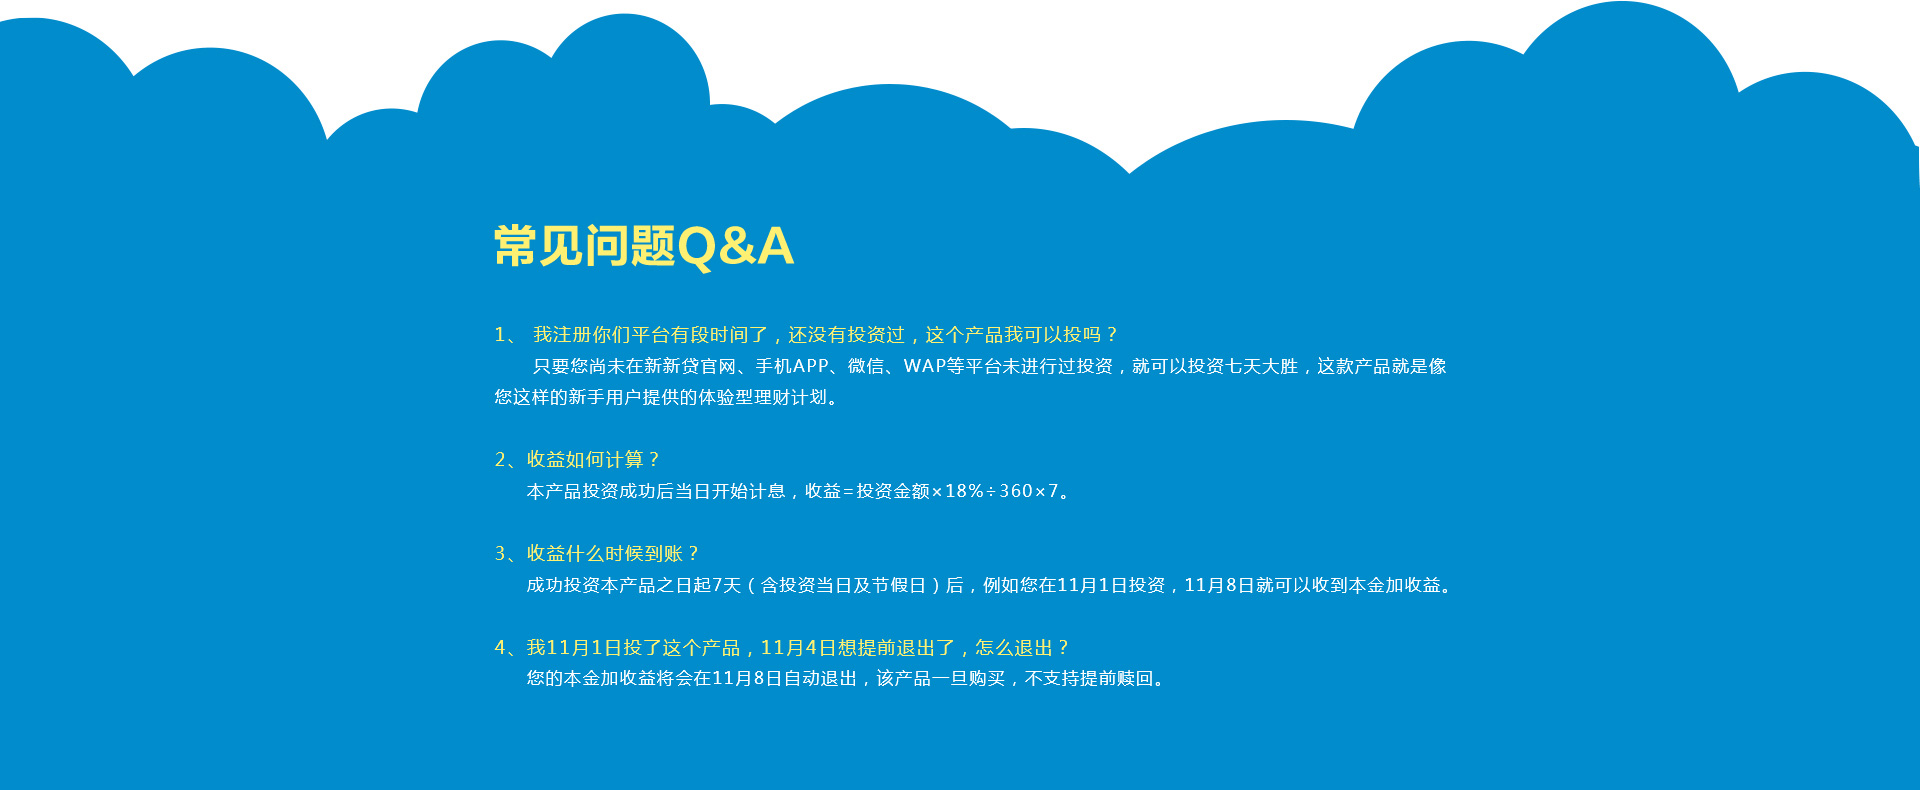 常见问题Q&A
1、 我注册你们平台有段时间了，还没有投资过，这个产品我可以投吗？
只要您尚未在新新贷官网、手机APP、微信、WAP等平台未进行过投资，就可以投资七天大胜，这款产品就是像
您这样的新手用户提供的体验型理财计划。
2、收益如何计算？
本产品投资成功后当日开始计息，收益=投资金额×18%÷360×7。
3、收益什么时候到账？
成功投资本产品之日起7天（含投资当日及节假日）后，例如您在11月1日投资，11月8日就可以收到本金加收益。
4、我11月1日投了这个产品，11月4日想提前退出了，怎么退出？
您的本金加收益将会在11月8日自动退出，该产品一旦购买，不支持提前赎回。